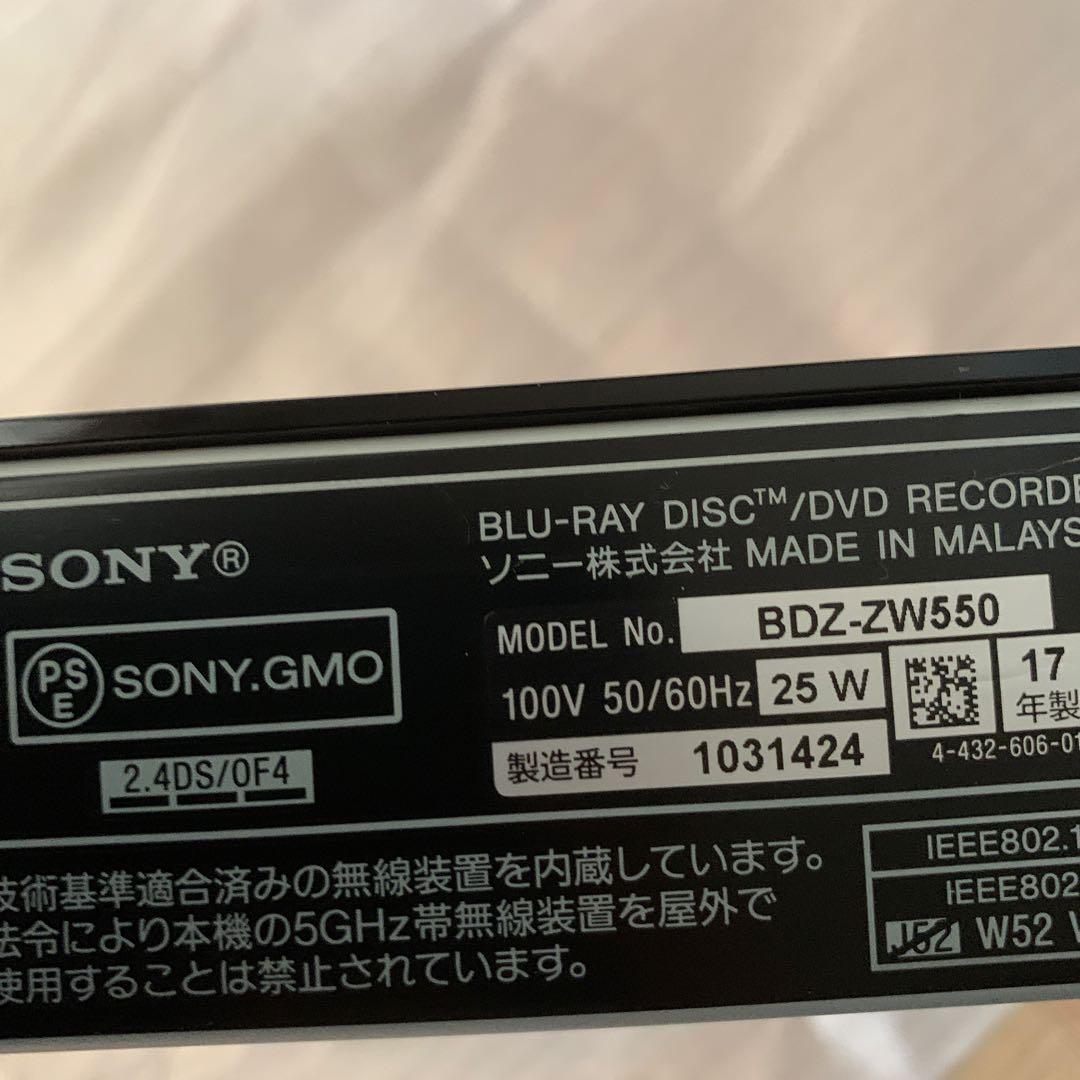 SONY®
PSE SONY.GMO
2.4DS/OF4
BLU-RAY DISC™/DVD RECORDE
ソニー株式会社 MADE IN MALAYS
MODEL No. BDZ-ZW550
100V 50/60Hz 25 W
17
年製
製造番号 1031424
4-432-606-01
技術基準適合済みの無線装置を内蔵しています。
法令により本機の5GHz帯無線装置を屋外で
使用することは禁止されています。
IEEE802.1
IEEE802
J52 W52